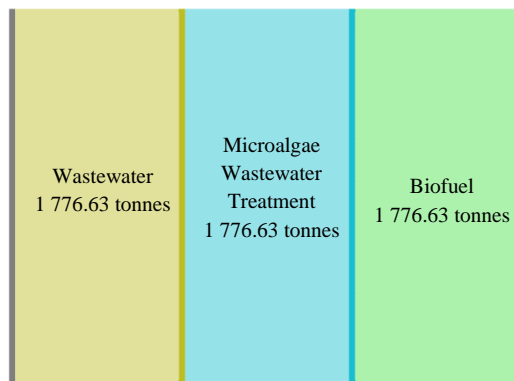 Wastewater
1 776.63 tonnes
Microalgae
Wastewater
Treatment
1 776.63 tonnes
Biofuel
1 776.63 tonnes